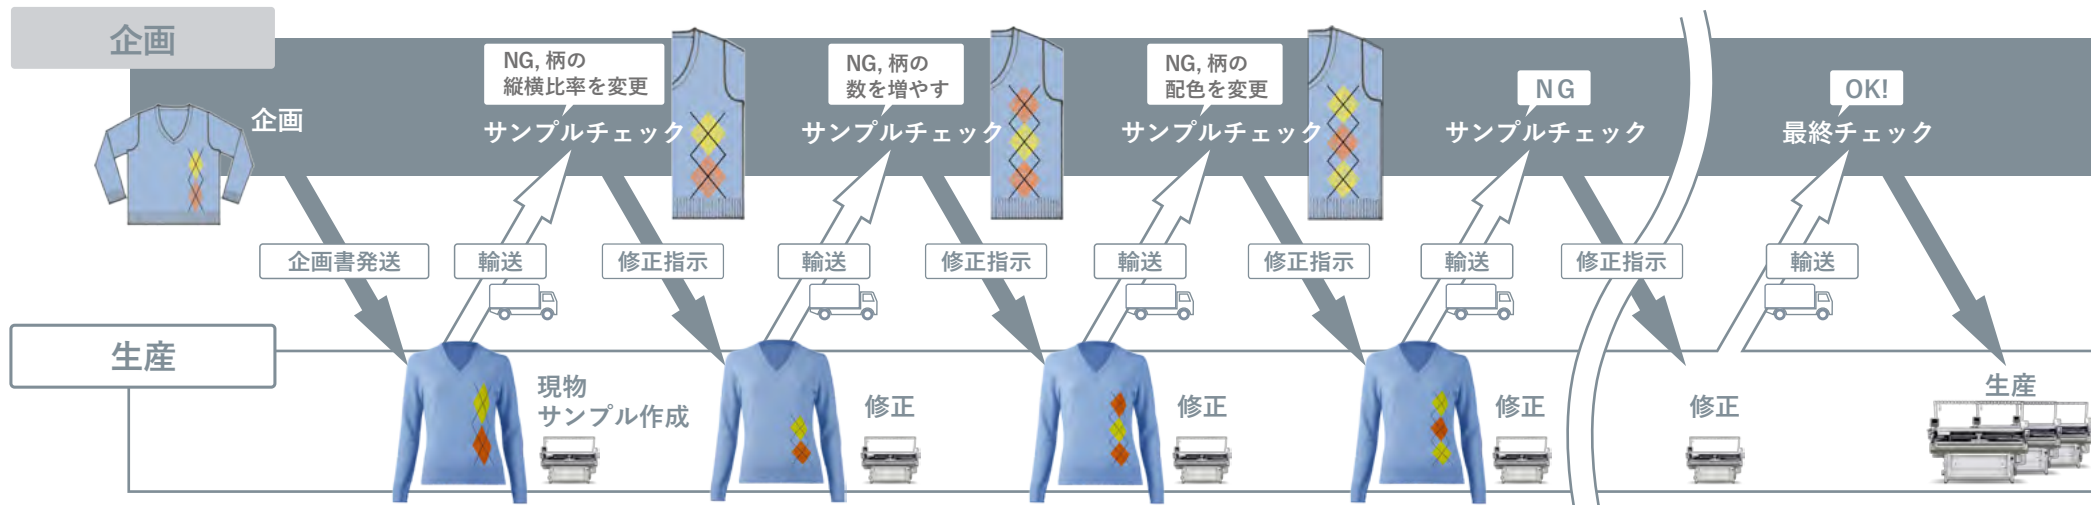 企画
企画
NG, 柄の
縦横比率を変更
サンプルチェック
NG, 柄の
数を増やす
サンプルチェック
NG, 柄の
配色を変更
サンプルチェック
NG
サンプルチェック
OK!
最終チェック
企画書発送
輸送
修正指示
輸送
修正指示
輸送
修正指示
輸送
修正指示
輸送
生産
現物
サンプル作成
修正
修正
修正
修正
生産